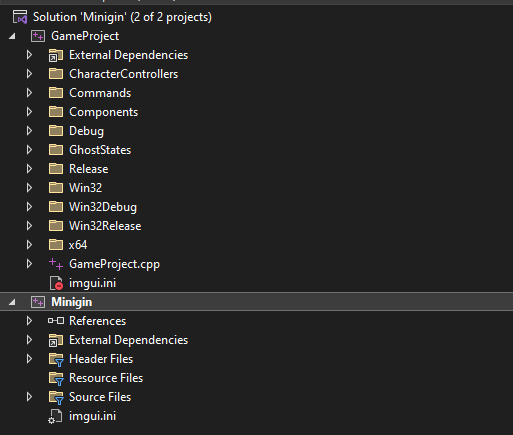 Solution 'Minigin' (2 of 2 projects)
GameProject
External Dependencies
CharacterControllers
Commands
Components
Debug
GhostStates
Release
Win32
Win32Debug
Win32Release
x64
GameProject.cpp
imgui.ini
Minigin
References
External Dependencies
Header Files
Resource Files
Source Files
imgui.ini